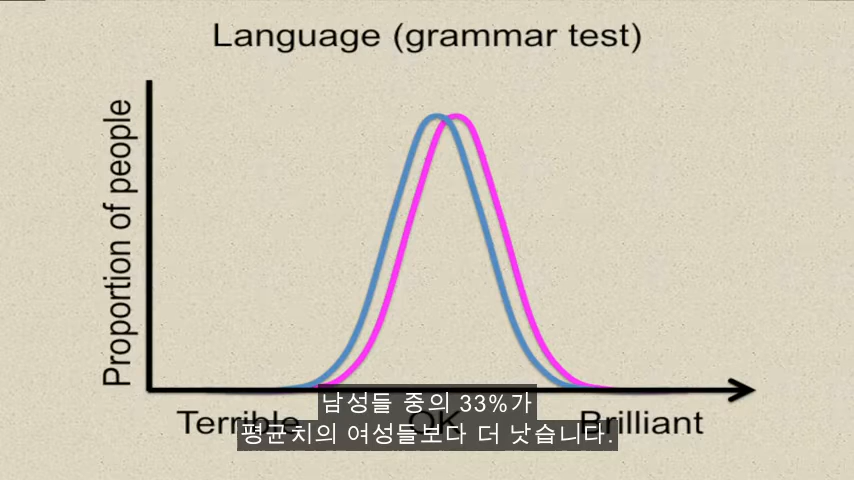 Language (grammar test)
Proportion of people
Terrible OK Brilliant
남성들 중의 33%가
평균치의 여성들보다 더 낫습니다.